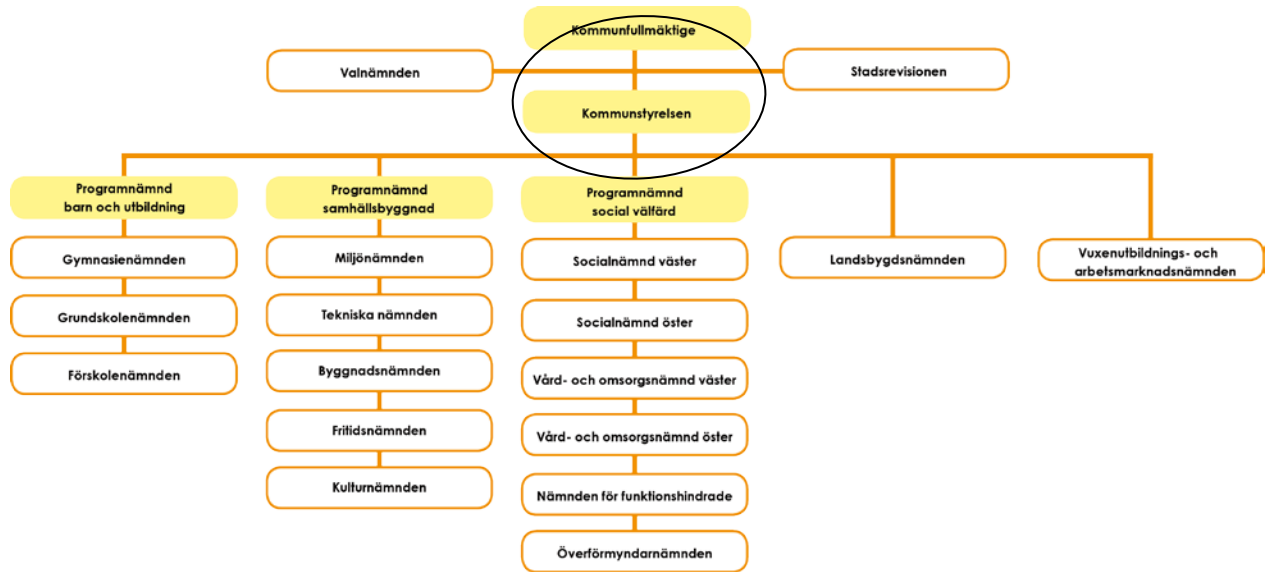 Kommunfullmäktige
Valnämnden
Stadsrevisionen
Kommunstyrelsen
Programnämnd
barn och utbildning
Gymnasienämnden
Grundskolenämnden
Förskolenämnden
Programnämnd
samhällsbyggnad
Miljönämnden
Tekniska nämnden
Byggnadsnämnden
Fritidsnämnden
Kulturnämnden
Programnämnd
social välfärd
Socialnämnd väster
Socialnämnd öster
Vård- och omsorgsnämnd väster
Vård- och omsorgsnämnd öster
Nämnden för funktionshindrade
Överförmyndarnämnden
Landsbygdsnämnden
Vuxenutbildnings- och
arbetsmarknadsnämnden